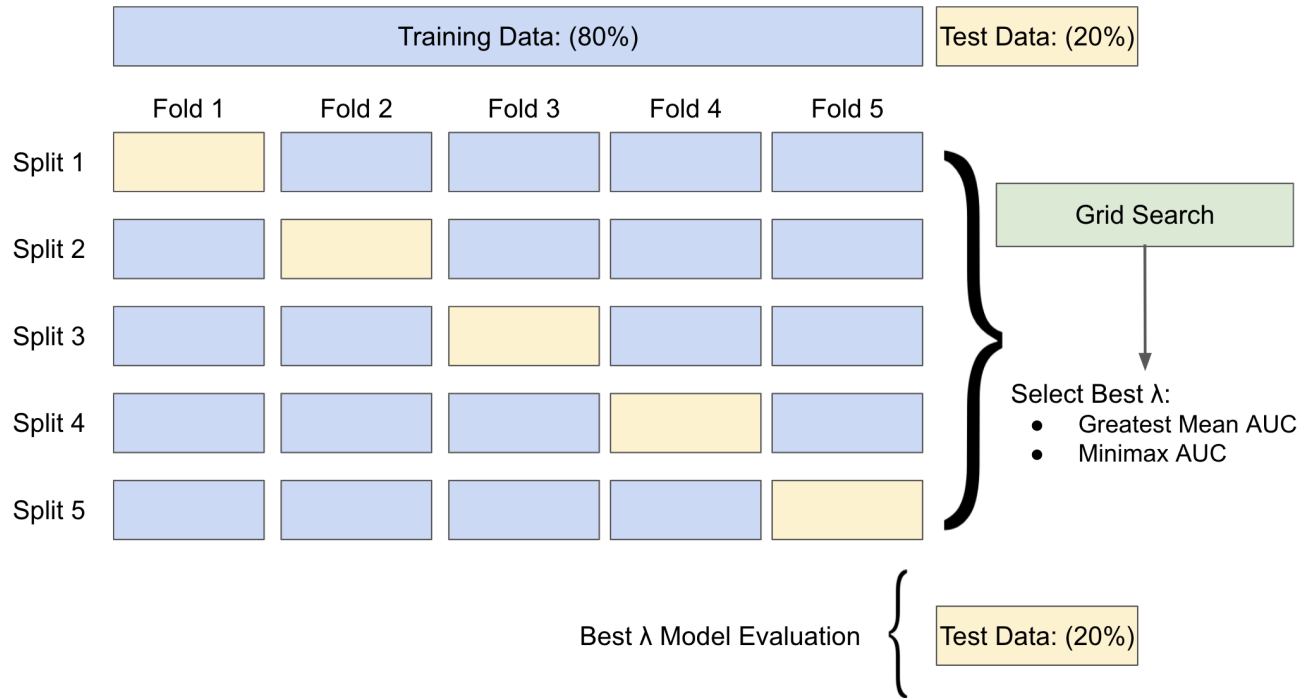 Training Data: (80%)
Test Data: (20%)
Fold 1
Fold 2
Fold 3
Fold 4
Fold 5
Split 1
Split 2
Split 3
Split 4
Split 5
Grid Search
Select Best λ:
● Greatest Mean AUC
● Minimax AUC
Best λ Model Evaluation
Test Data: (20%)